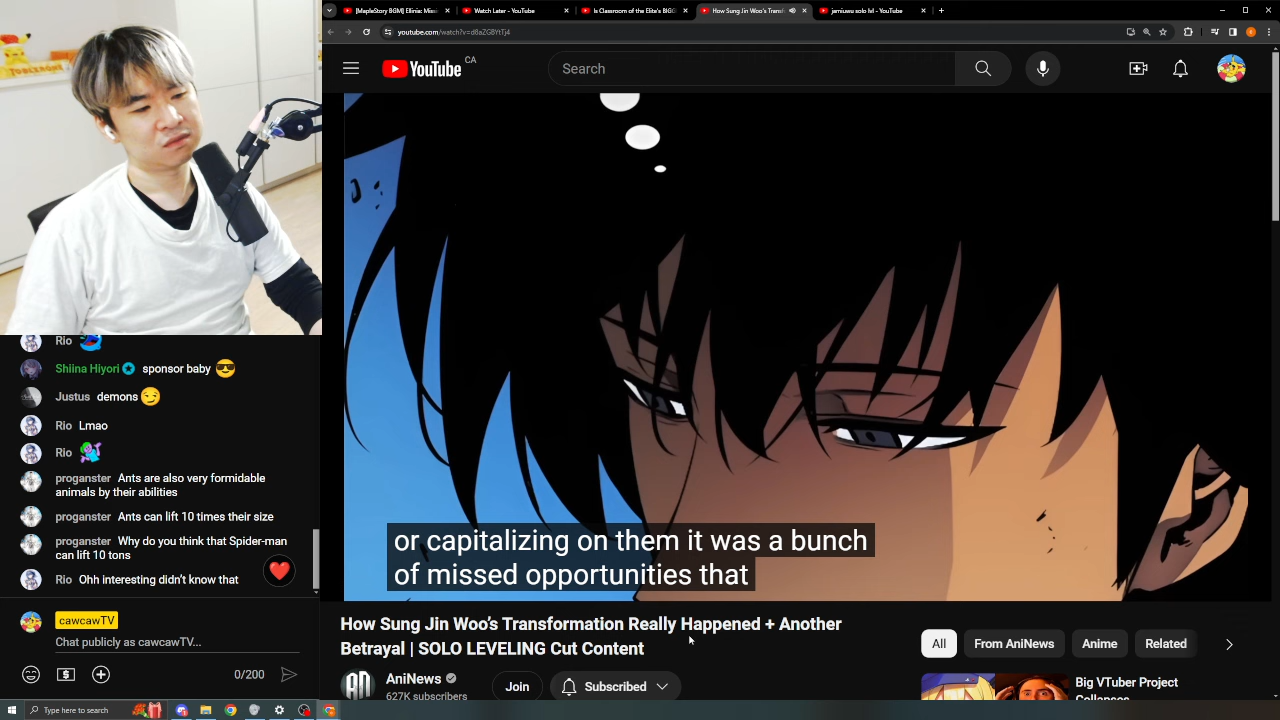 [MapleStory BGM] Ellinia: Miss
Watch Later - YouTube
Is Classroom of the Elite's BIGG
How Sung Jin Woo's Transf
jamiuwu solo lvl - YouTube
youtube.com/watch?v=d8aZGBYtTj4
YouTube CA
Search
or capitalizing on them it was a bunch
of missed opportunities that
Rio
Shiina Hiyori sponsor baby
Justus demons
Rio Lmao
Rio
proganster Ants are also very formidable
animals by their abilities
proganster Ants can lift 10 times their size
proganster Why do you think that Spider-man
can lift 10 tons
Rio Ohh interesting didn't know that
cawcawTV
Chat publicly as cawcawTV...
0/200
How Sung Jin Woo's Transformation Really Happened + Another
Betrayal | SOLO LEVELING Cut Content
AniNews
627K subscribers
Join
Subscribed
All
From AniNews
Anime
Related
Big VTuber Project
Collapses
Type here to search